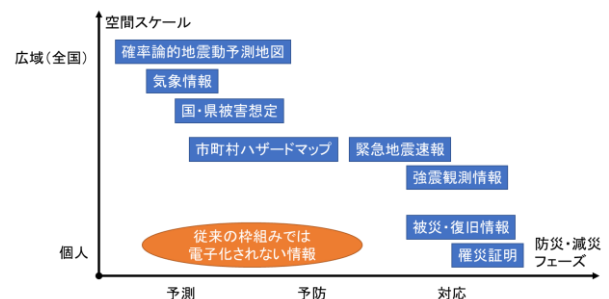 空間スケール
広域(全国)
確率論的地震動予測地図
気象情報
国・県被害想定
市町村ハザードマップ
緊急地震速報
強震観測情報
従来の枠組みでは
電子化されない情報
被災・復旧情報
罹災証明
個人
防災・減災
フェーズ
予測
予防
対応